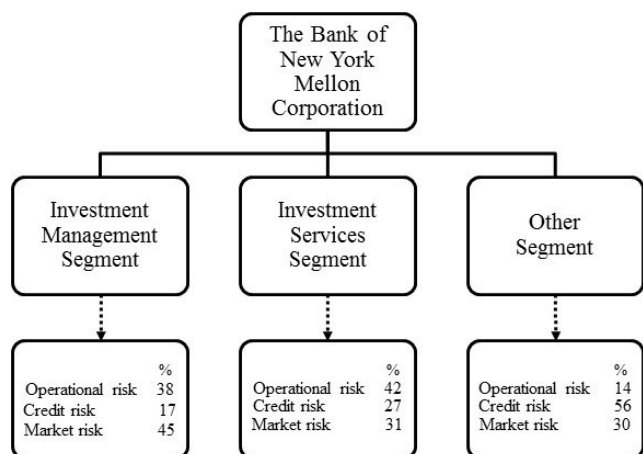 The Bank of
New York
Mellon
Corporation
Investment
Management
Segment
Investment
Services
Segment
Other
Segment
%
Operational risk 38
Credit risk 17
Market risk 45
%
Operational risk 42
Credit risk 27
Market risk 31
%
Operational risk 14
Credit risk 56
Market risk 30